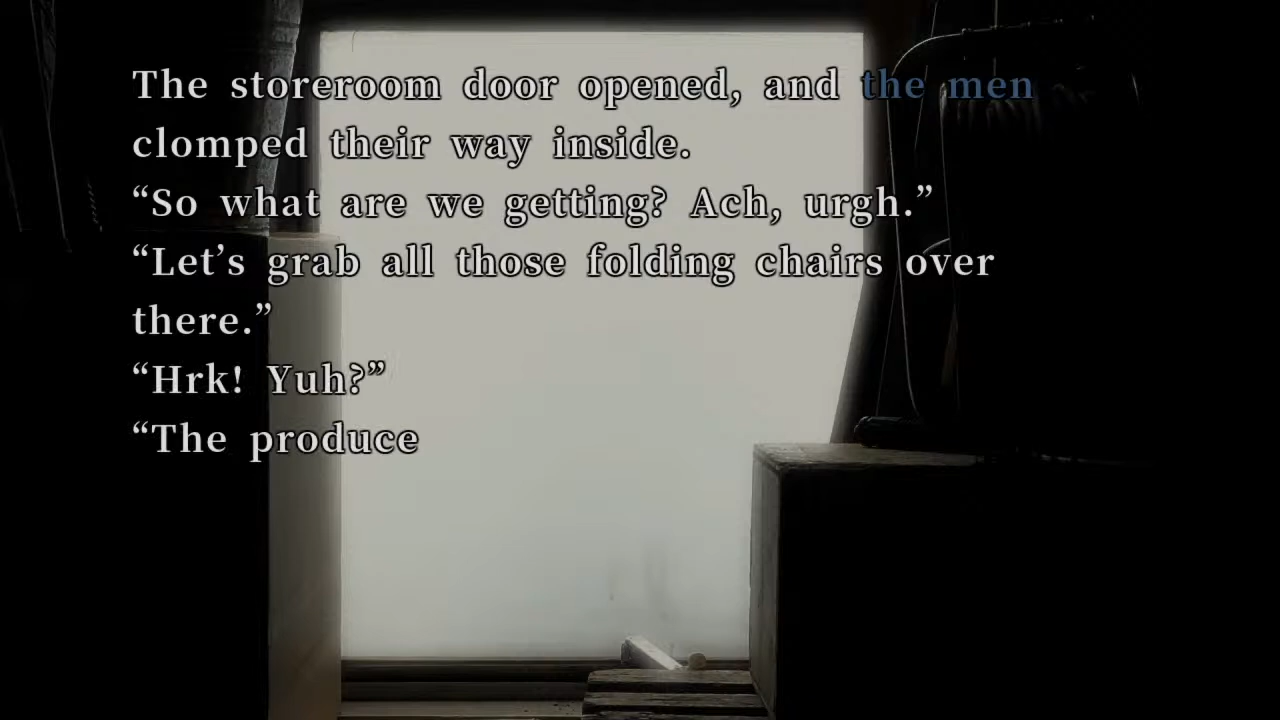 The storeroom door opened, and the men
clomped their way inside.
“So what are we getting? Ach, urgh.”
“Let’s grab all those folding chairs over
there.”
“Hrk! Yuh?”
“The produce